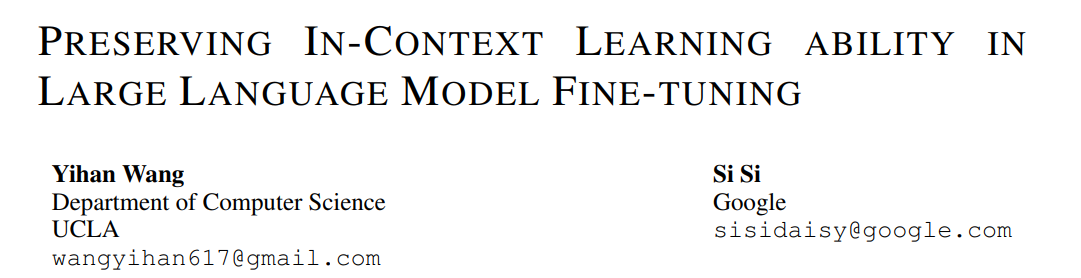 PRESERVING IN-CONTEXT LEARNING ABILITY IN
LARGE LANGUAGE MODEL FINE-TUNING
Yihan Wang
Department of Computer Science
UCLA
wangyihan617@gmail.com
Si Si
Google
sisidaisy@google.com